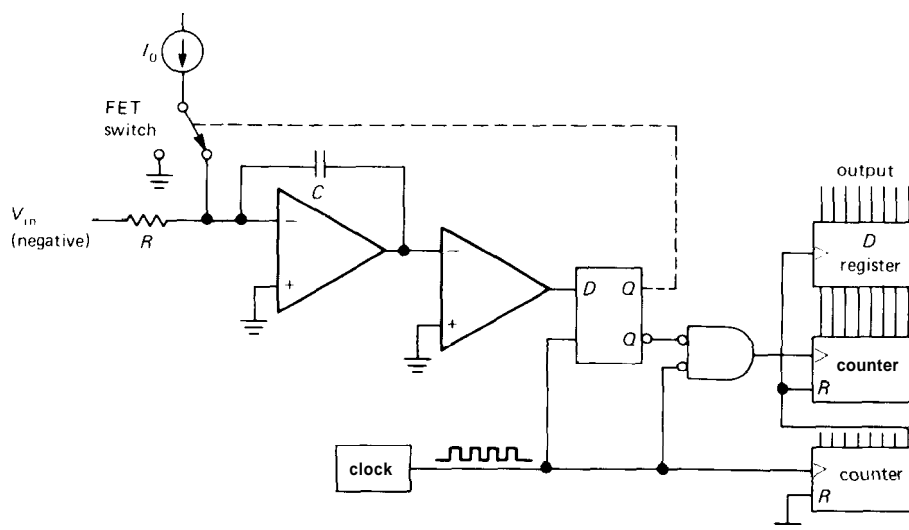 I0
FET
switch
C
Vin
(negative)
R
−
+
−
+
D Q
Q
output
D
register
counter
R
clock
counter
R